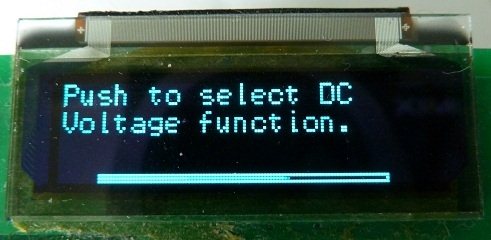 Push to select DC
Voltage function.